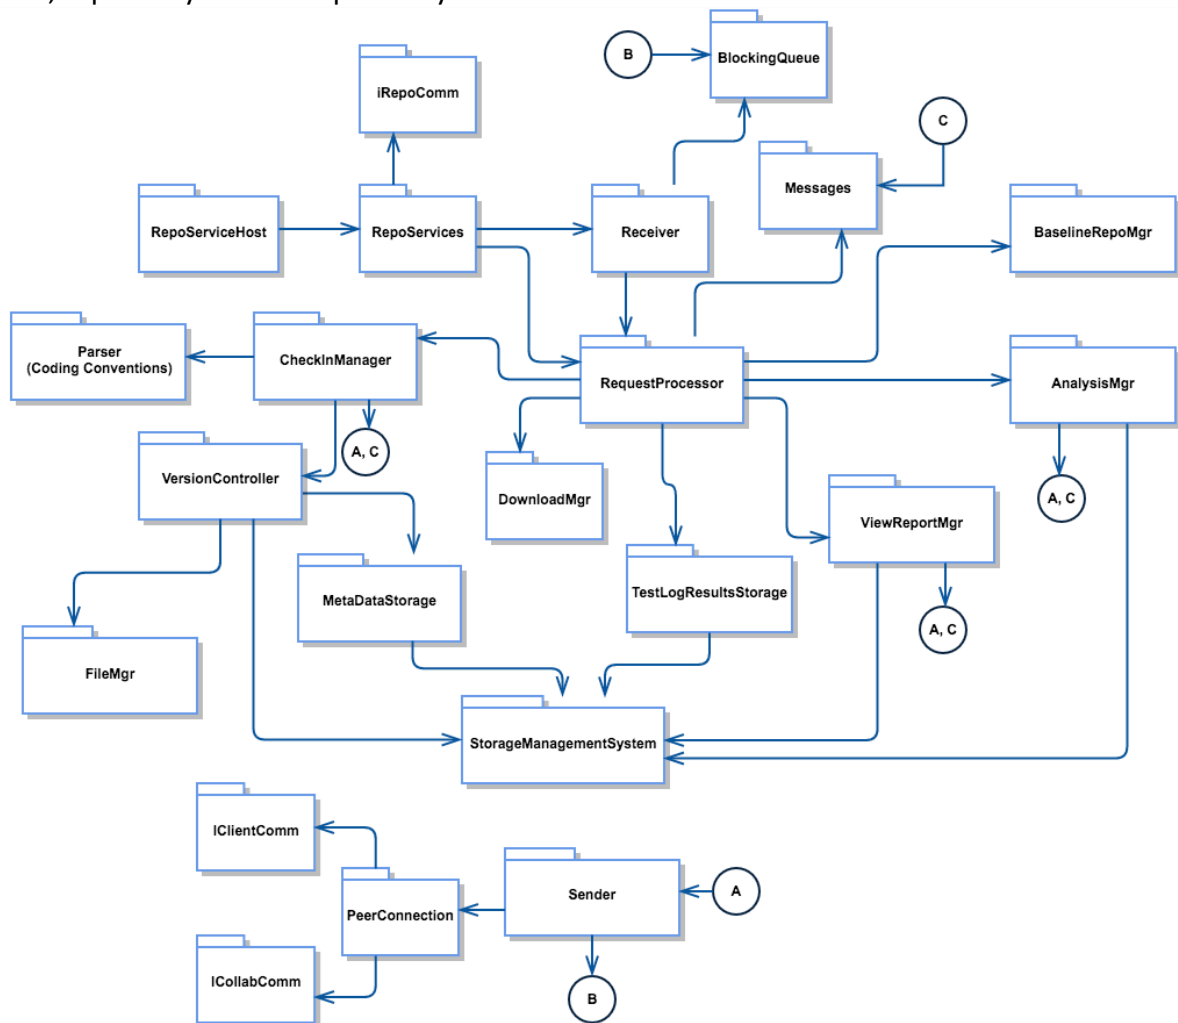 B
BlockingQueue
iRepoComm
C
Messages
RepoServiceHost
RepoServices
Receiver
BaselineRepoMgr
Parser
(Coding Conventions)
CheckInManager
RequestProcessor
AnalysisMgr
A, C
VersionController
DownloadMgr
A, C
ViewReportMgr
MetaDataStorage
TestLogResultsStorage
A, C
FileMgr
StorageManagementSystem
IClientComm
Sender
A
PeerConnection
ICollabComm
B